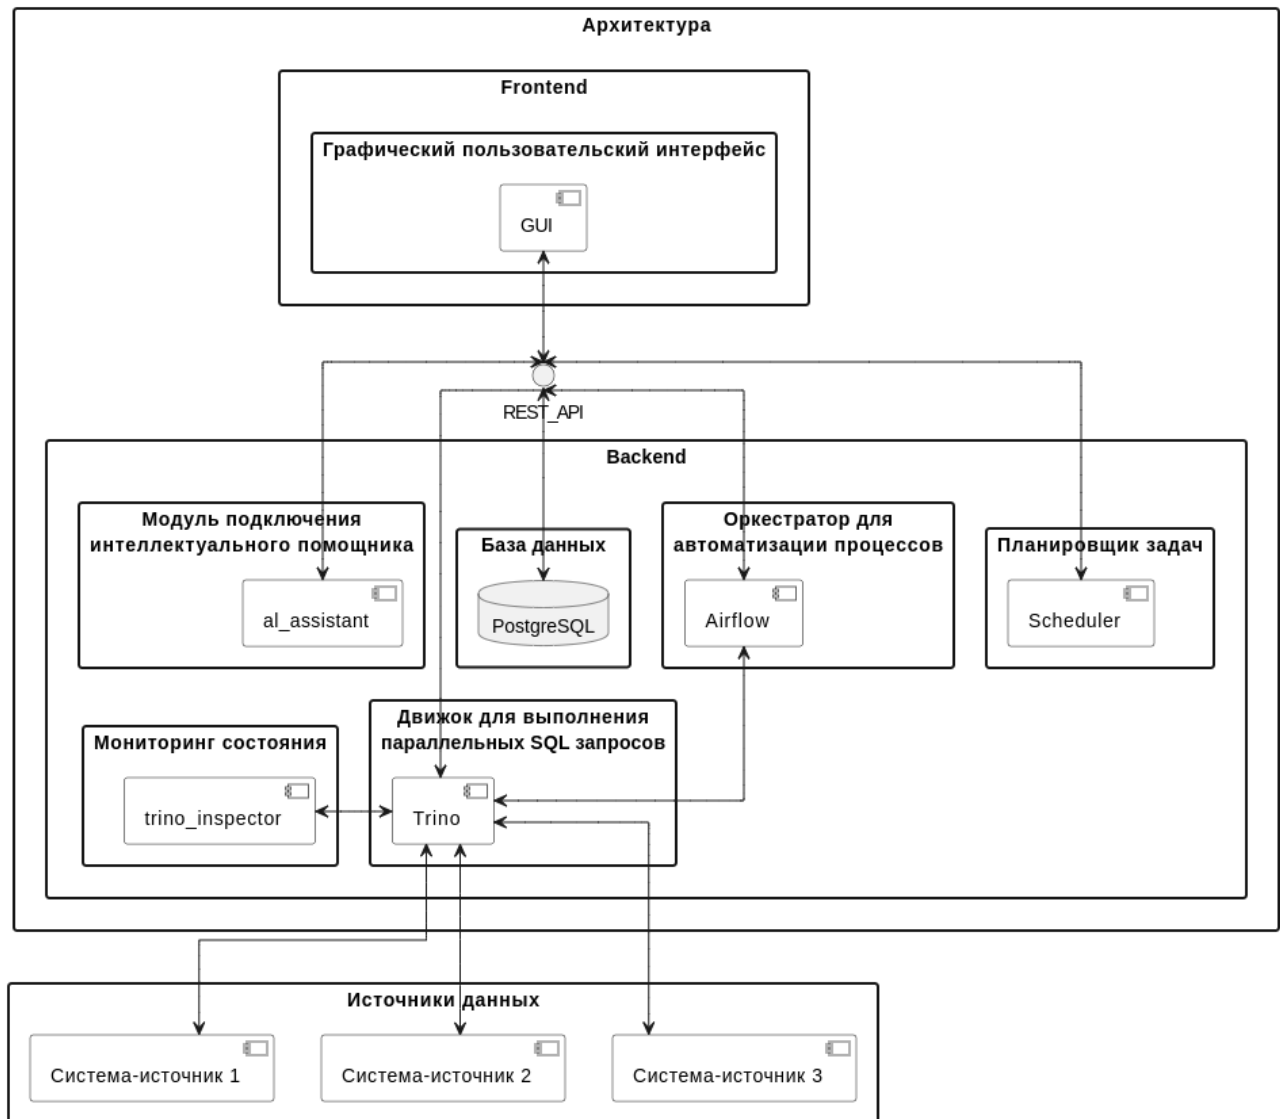 Архитектура
Frontend
Графический пользовательский интерфейс
GUI
REST_API
Backend
Модуль подключения
интеллектуального помощника
al_assistant
База данных
PostgreSQL
Оркестратор для
автоматизации процессов
Airflow
Планировщик задач
Scheduler
Мониторинг состояния
trino_inspector
Движок для выполнения
параллельных SQL запросов
Trino
Источники данных
Система-источник 1
Система-источник 2
Система-источник 3